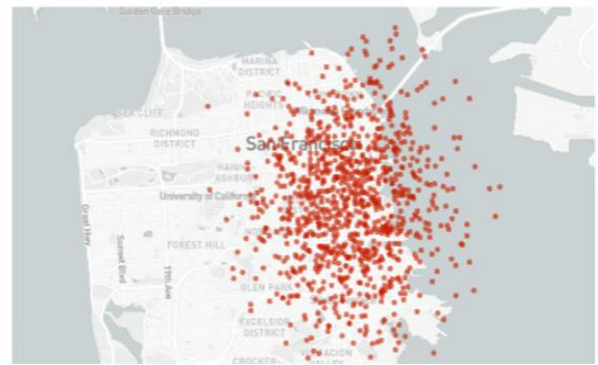 Golden Gate Bridge
MARINA
DISTRICT
PACIFIC
HEIGHTS
SEA CLIFF
RICHMOND
DISTRICT
San Francisco
HAIGHT
ASHBURY
University of California
Great Hwy
Sunset Blvd
19th Ave
FOREST HILL
GLEN PARK
EXCELSIOR
DISTRICT
CROCKER-
VISITACION
VALLEY